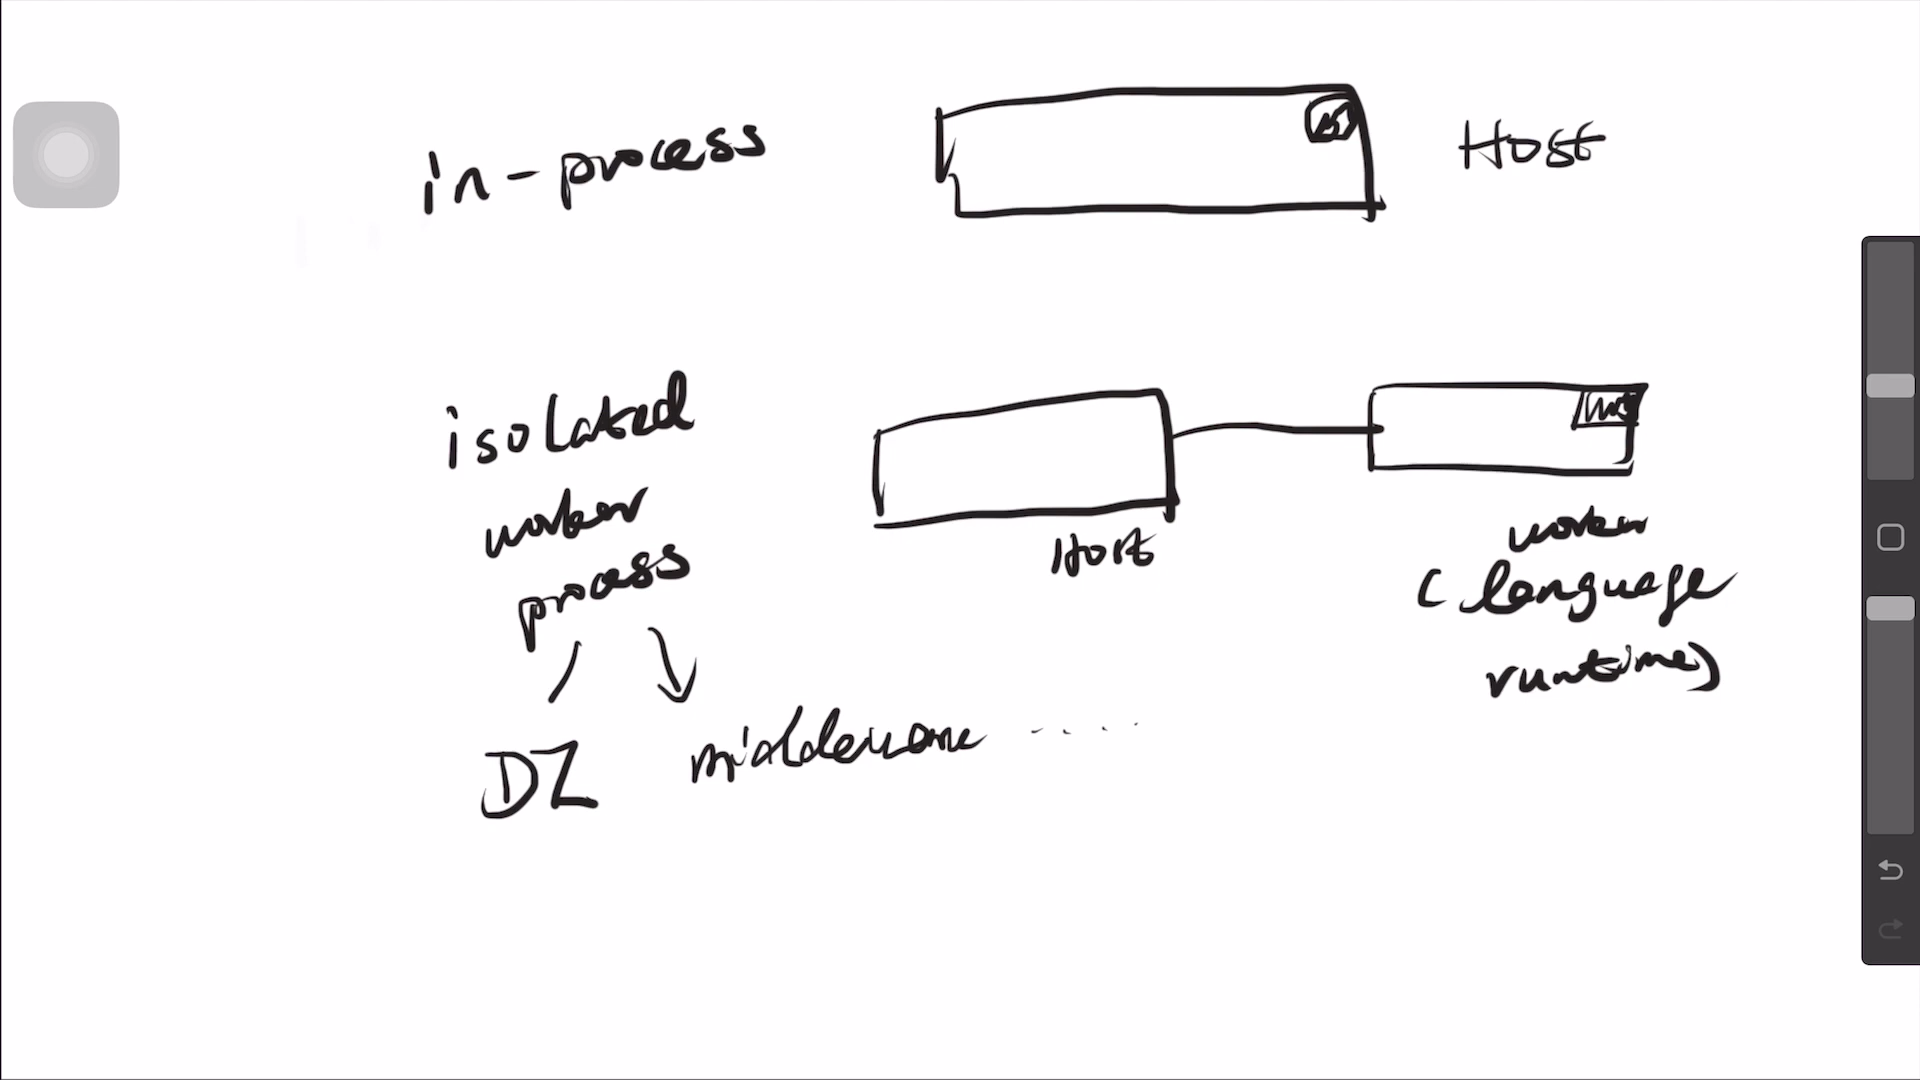 in-process
Host
isolated
worker
process
Host
worker
(language
runtime)
DI
middleware .....